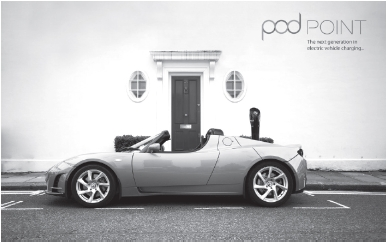 pod POINT
The next generation in
electric vehicle charging...